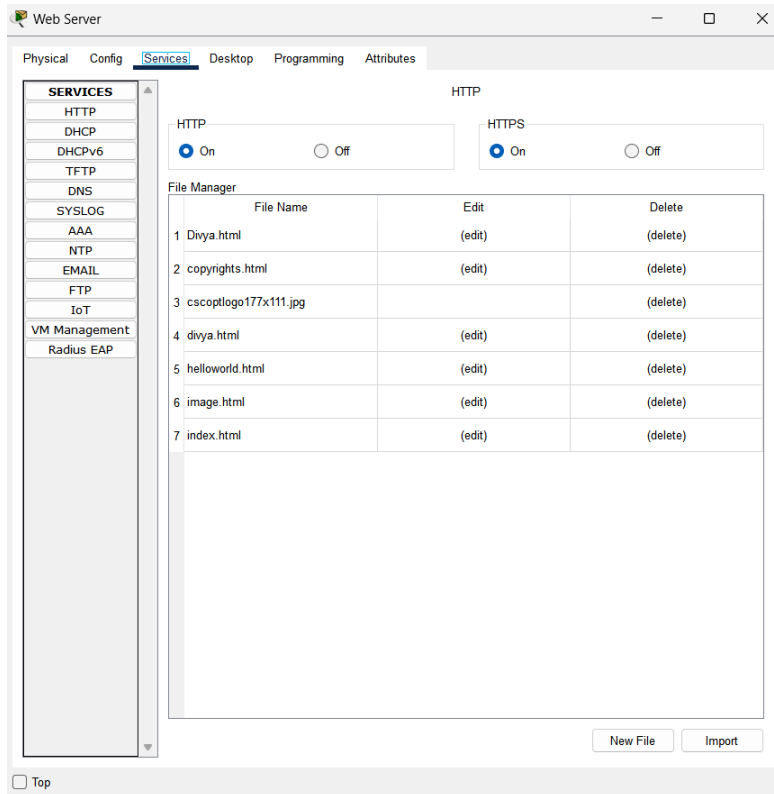 Web Server
Physical Config Services Desktop Programming Attributes
SERVICES
HTTP
DHCP
DHCPv6
TFTP
DNS
SYSLOG
AAA
NTP
EMAIL
FTP
IoT
VM Management
Radius EAP
HTTP
HTTP
On Off
HTTPS
On Off
File Manager
File Name Edit Delete
1 Divya.html (edit) (delete)
2 copyrights.html (edit) (delete)
3 cscoptlogo177x111.jpg (delete)
4 divya.html (edit) (delete)
5 helloworld.html (edit) (delete)
6 image.html (edit) (delete)
7 index.html (edit) (delete)
New File Import
Top